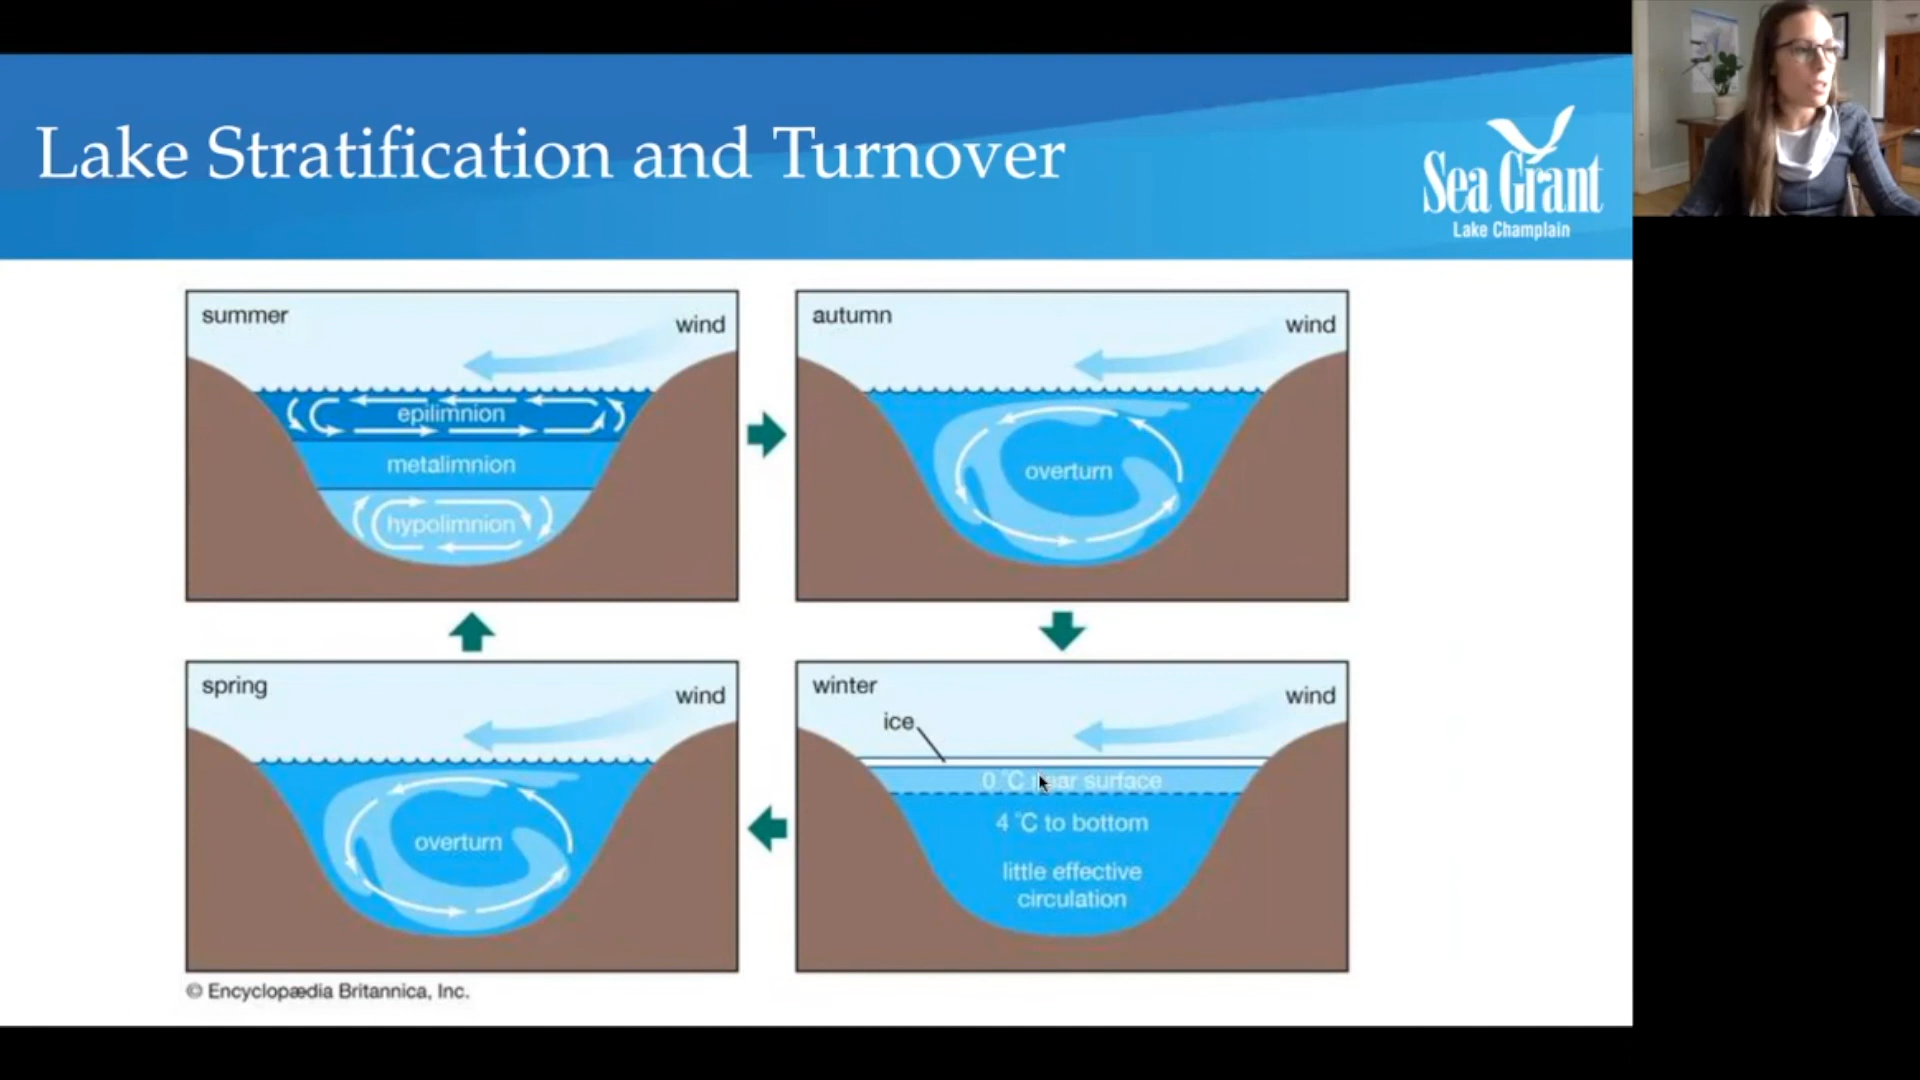 Lake Stratification and Turnover
Sea Grant
Lake Champlain
summer
wind
epilimnion
metalimnion
hypolimnion
autumn
wind
overturn
spring
wind
overturn
winter
wind
ice
0 °C near surface
4 °C to bottom
little effective
circulation
© Encyclopædia Britannica, Inc.